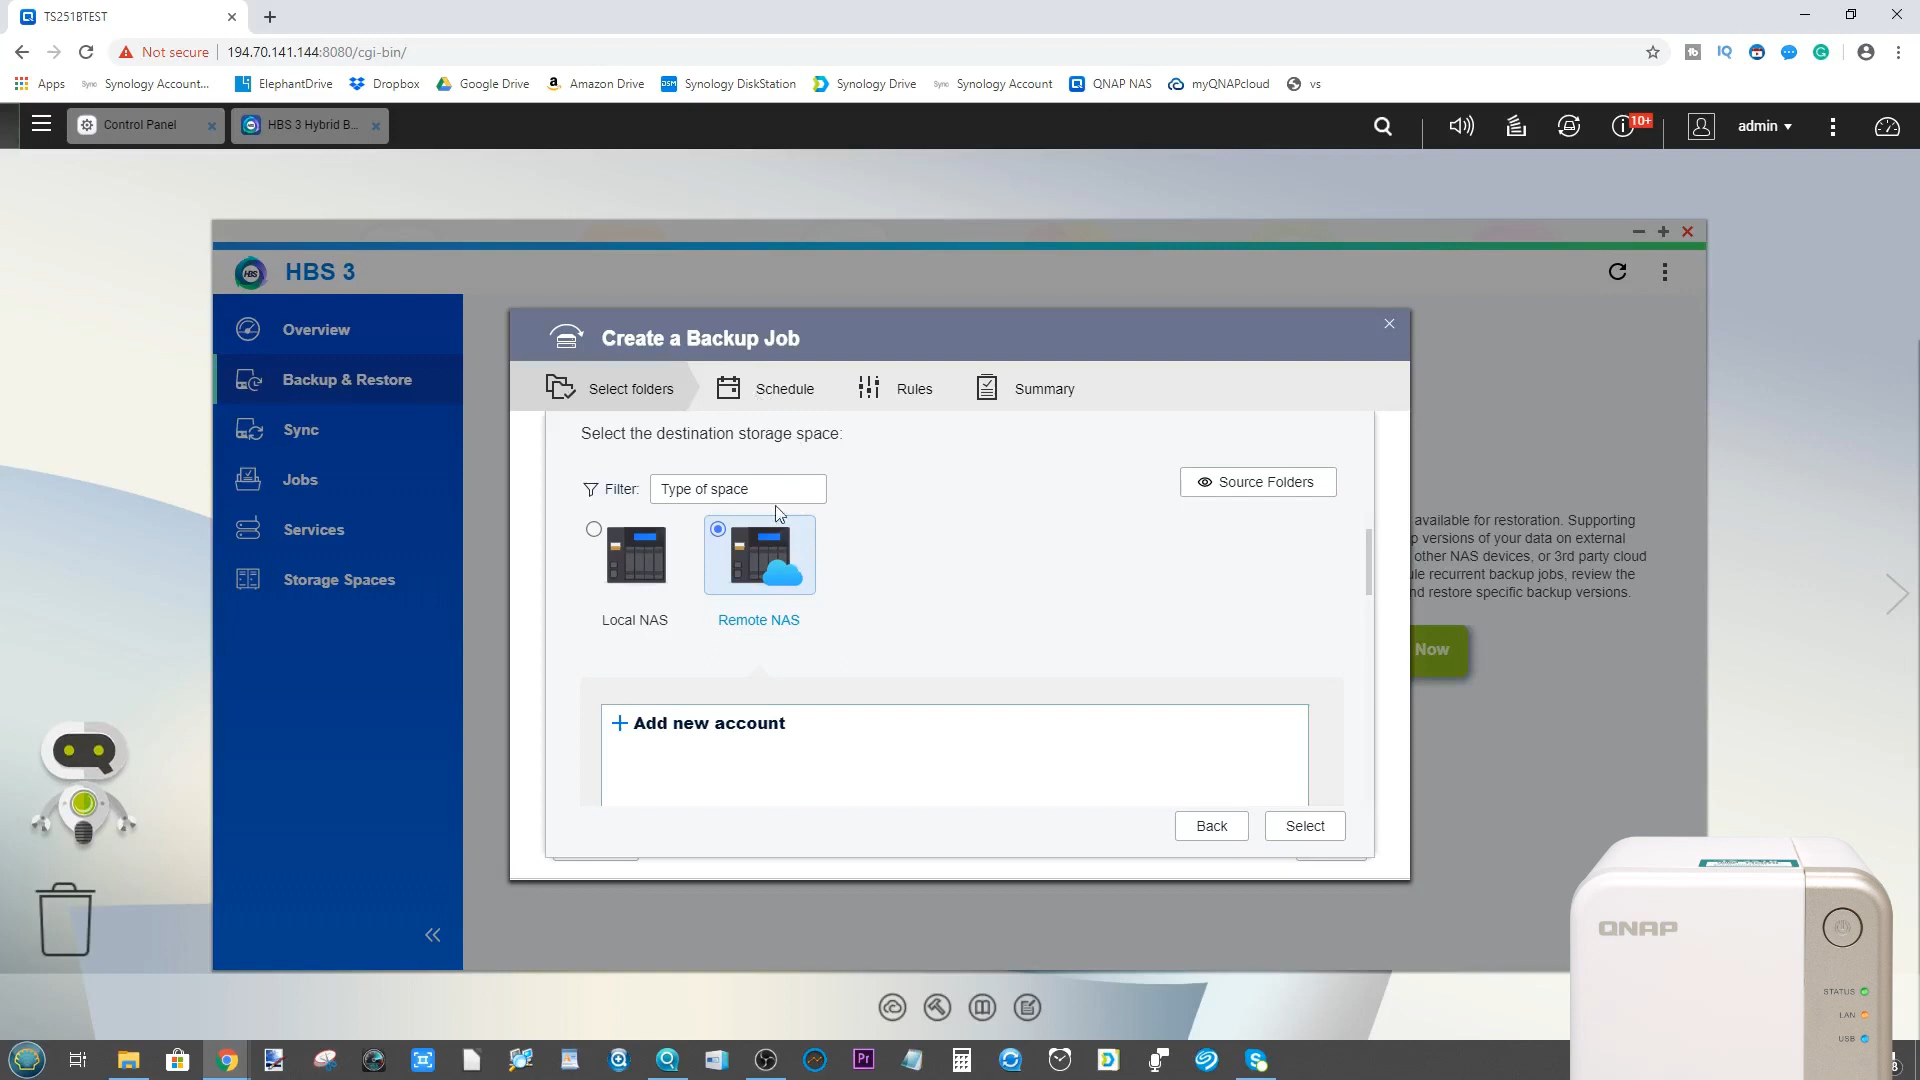 TS251BTEST
Not secure
194.70.141.144:8080/cgi-bin/
Apps
Synology Account...
ElephantDrive
Dropbox
Google Drive
Amazon Drive
Synology DiskStation
Synology Drive
Synology Account
QNAP NAS
myQNAPcloud
vs
Control Panel
HBS 3 Hybrid B...
10+
admin
HBS 3
Overview
Backup & Restore
Sync
Jobs
Services
Storage Spaces
Create a Backup Job
Select folders
Schedule
Rules
Summary
Select the destination storage space:
Filter:
Type of space
Source Folders
Local NAS
Remote NAS
Add new account
Back
Select
available for restoration. Supporting
versions of your data on external
other NAS devices, or 3rd party cloud
recurrent backup jobs, review the
restore specific backup versions.
Now
QNAP
STATUS
LAN
USB